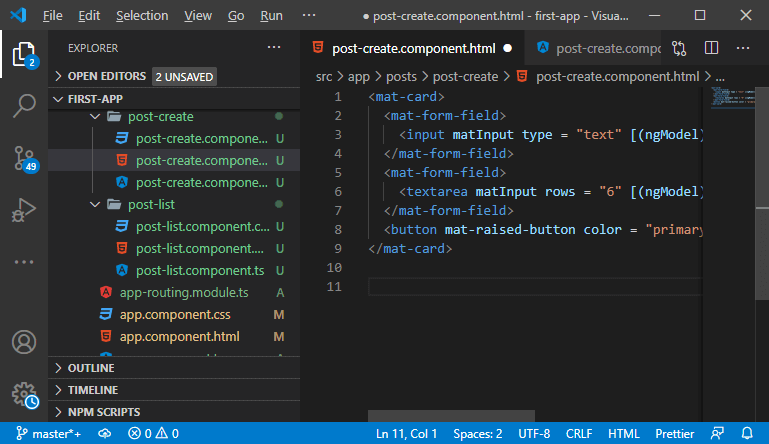 File Edit Selection View Go Run ··· ● post-create.component.html - first-app - Visua...
EXPLORER ···
OPEN EDITORS 2 UNSAVED
FIRST-APP
post-create
post-create.compone... U
post-create.compone... U
post-create.compone... U
post-list
post-list.component.c... U
post-list.component.... U
post-list.component.ts U
app-routing.module.ts A
app.component.css M
app.component.html M
OUTLINE
TIMELINE
NPM SCRIPTS
2
49
post-create.component.html ● post-create.compo
src > app > posts > post-create > post-create.component.html > ...
1 <mat-card>
2 <mat-form-field>
3 <input matInput type = "text" [(ngModel)
4 </mat-form-field>
5 <mat-form-field>
6 <textarea matInput rows = "6" [(ngModel)
7 </mat-form-field>
8 <button mat-raised-button color = "primary
9 </mat-card>
10
11
master*+ 0 0 Ln 11, Col 1 Spaces: 2 UTF-8 CRLF HTML Prettier